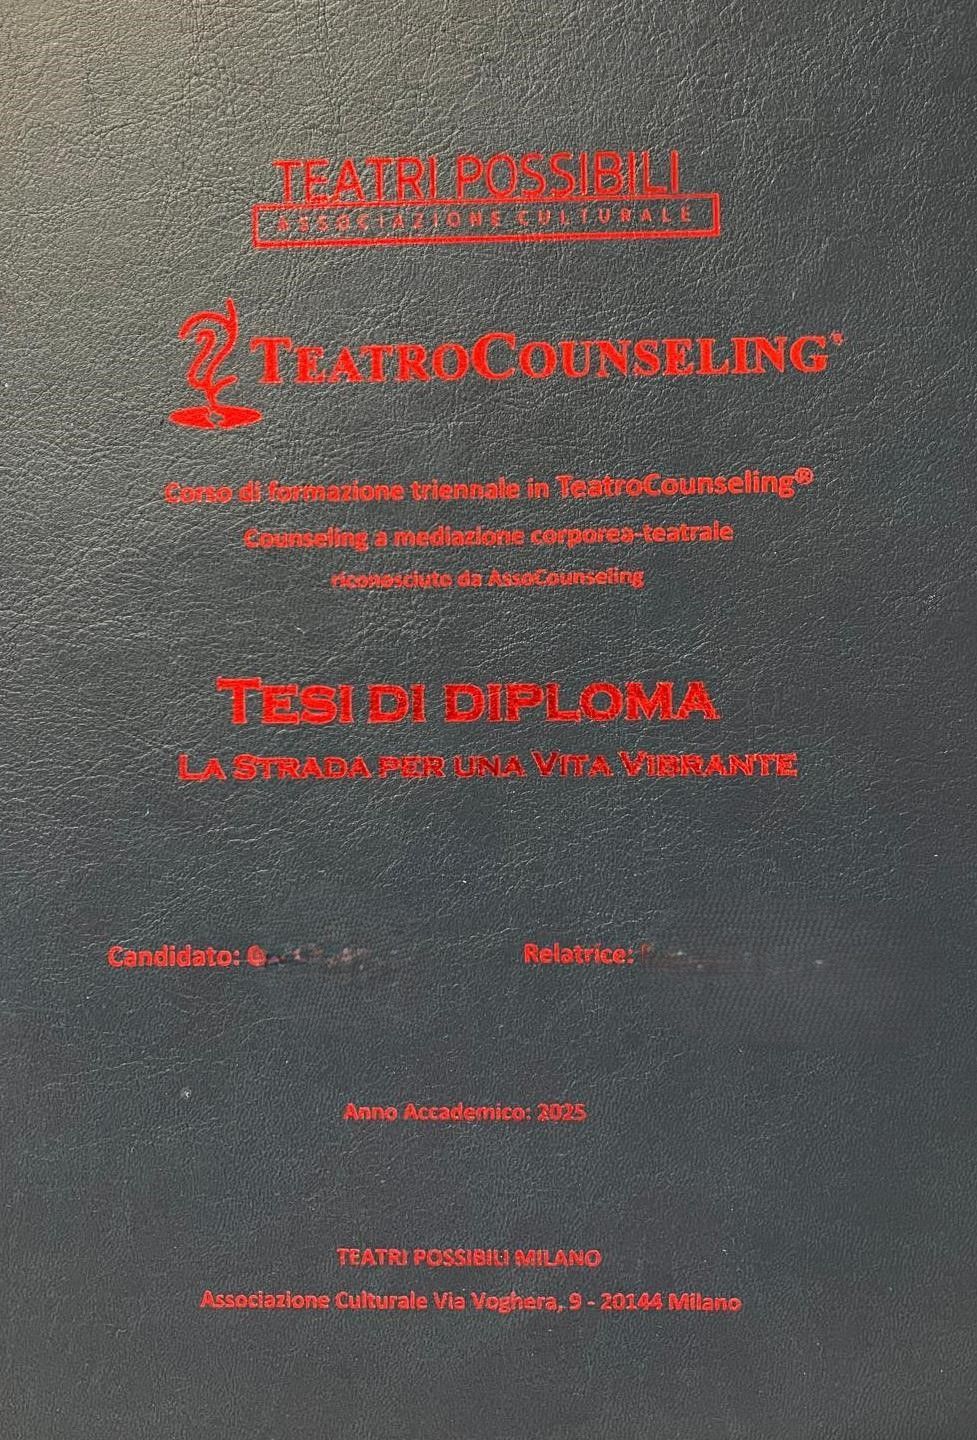 TEATRI POSSIBILI
ASSOCIAZIONE CULTURALE
TEATROCOUNSELING®
Corso di formazione triennale in TeatroCounseling®
Counseling a mediazione corporea-teatrale
riconosciuto da AssoCounseling
TESI DI DIPLOMA
LA STRADA PER UNA VITA VIBRANTE
Candidato:
Relatrice:
Anno Accademico: 2025
TEATRI POSSIBILI MILANO
Associazione Culturale Via Voghera, 9 - 20144 Milano